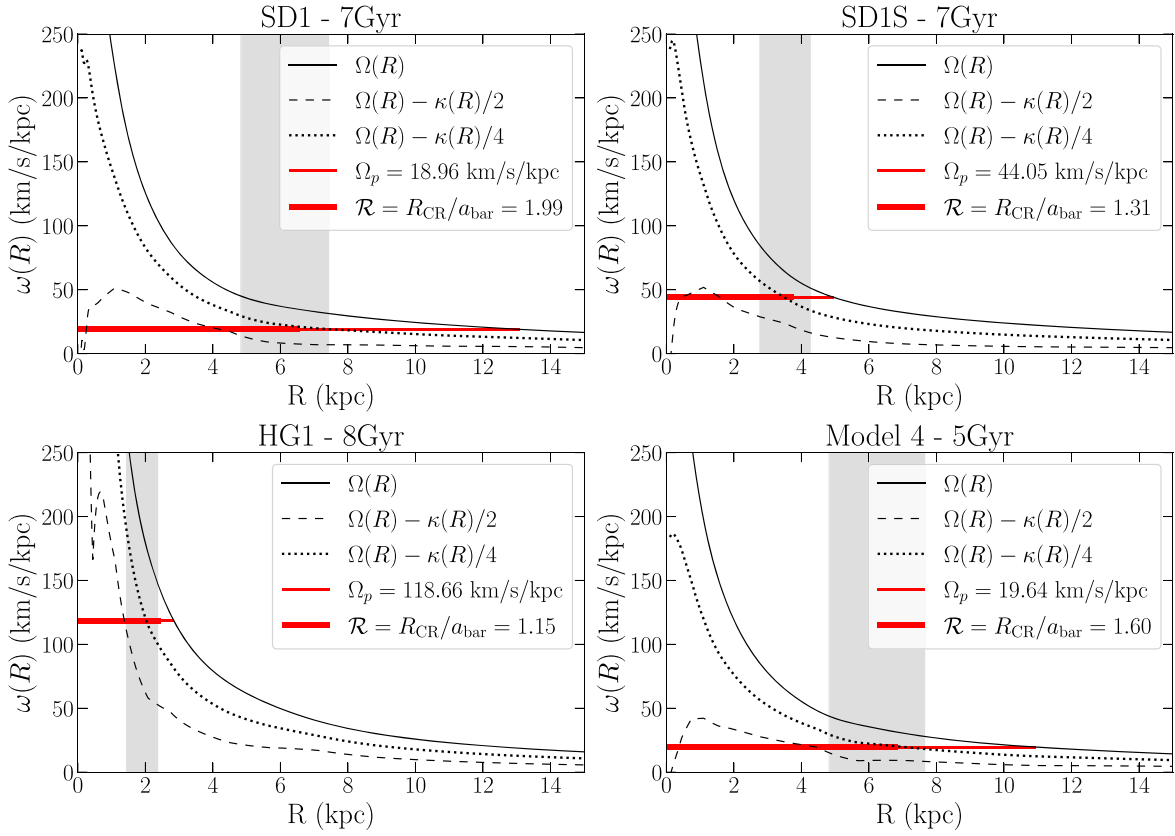 SD1 - 7Gyr
ω(R) (km/s/kpc)
250
200
150
100
50
0
Ω(R)
Ω(R) − κ(R)/2
Ω(R) − κ(R)/4
Ωp = 18.96 km/s/kpc
R = RCR/abar = 1.99
0 2 4 6 8 10 12 14
R (kpc)
SD1S - 7Gyr
ω(R) (km/s/kpc)
250
200
150
100
50
0
Ω(R)
Ω(R) − κ(R)/2
Ω(R) − κ(R)/4
Ωp = 44.05 km/s/kpc
R = RCR/abar = 1.31
0 2 4 6 8 10 12 14
R (kpc)
HG1 - 8Gyr
ω(R) (km/s/kpc)
250
200
150
100
50
0
Ω(R)
Ω(R) − κ(R)/2
Ω(R) − κ(R)/4
Ωp = 118.66 km/s/kpc
R = RCR/abar = 1.15
0 2 4 6 8 10 12 14
R (kpc)
Model 4 - 5Gyr
ω(R) (km/s/kpc)
250
200
150
100
50
0
Ω(R)
Ω(R) − κ(R)/2
Ω(R) − κ(R)/4
Ωp = 19.64 km/s/kpc
R = RCR/abar = 1.60
0 2 4 6 8 10 12 14
R (kpc)